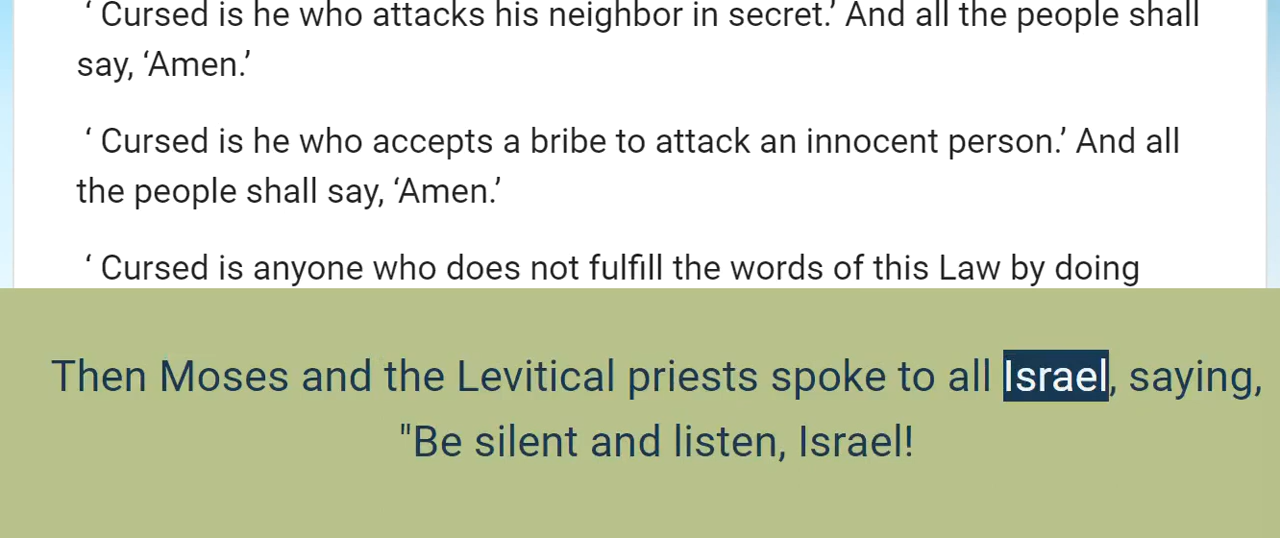 ‘ Cursed is he who attacks his neighbor in secret.’ And all the people shall
say, ‘Amen.’
‘ Cursed is he who accepts a bribe to attack an innocent person.’ And all
the people shall say, ‘Amen.’
‘ Cursed is anyone who does not fulfill the words of this Law by doing
Then Moses and the Levitical priests spoke to all Israel, saying,
"Be silent and listen, Israel!